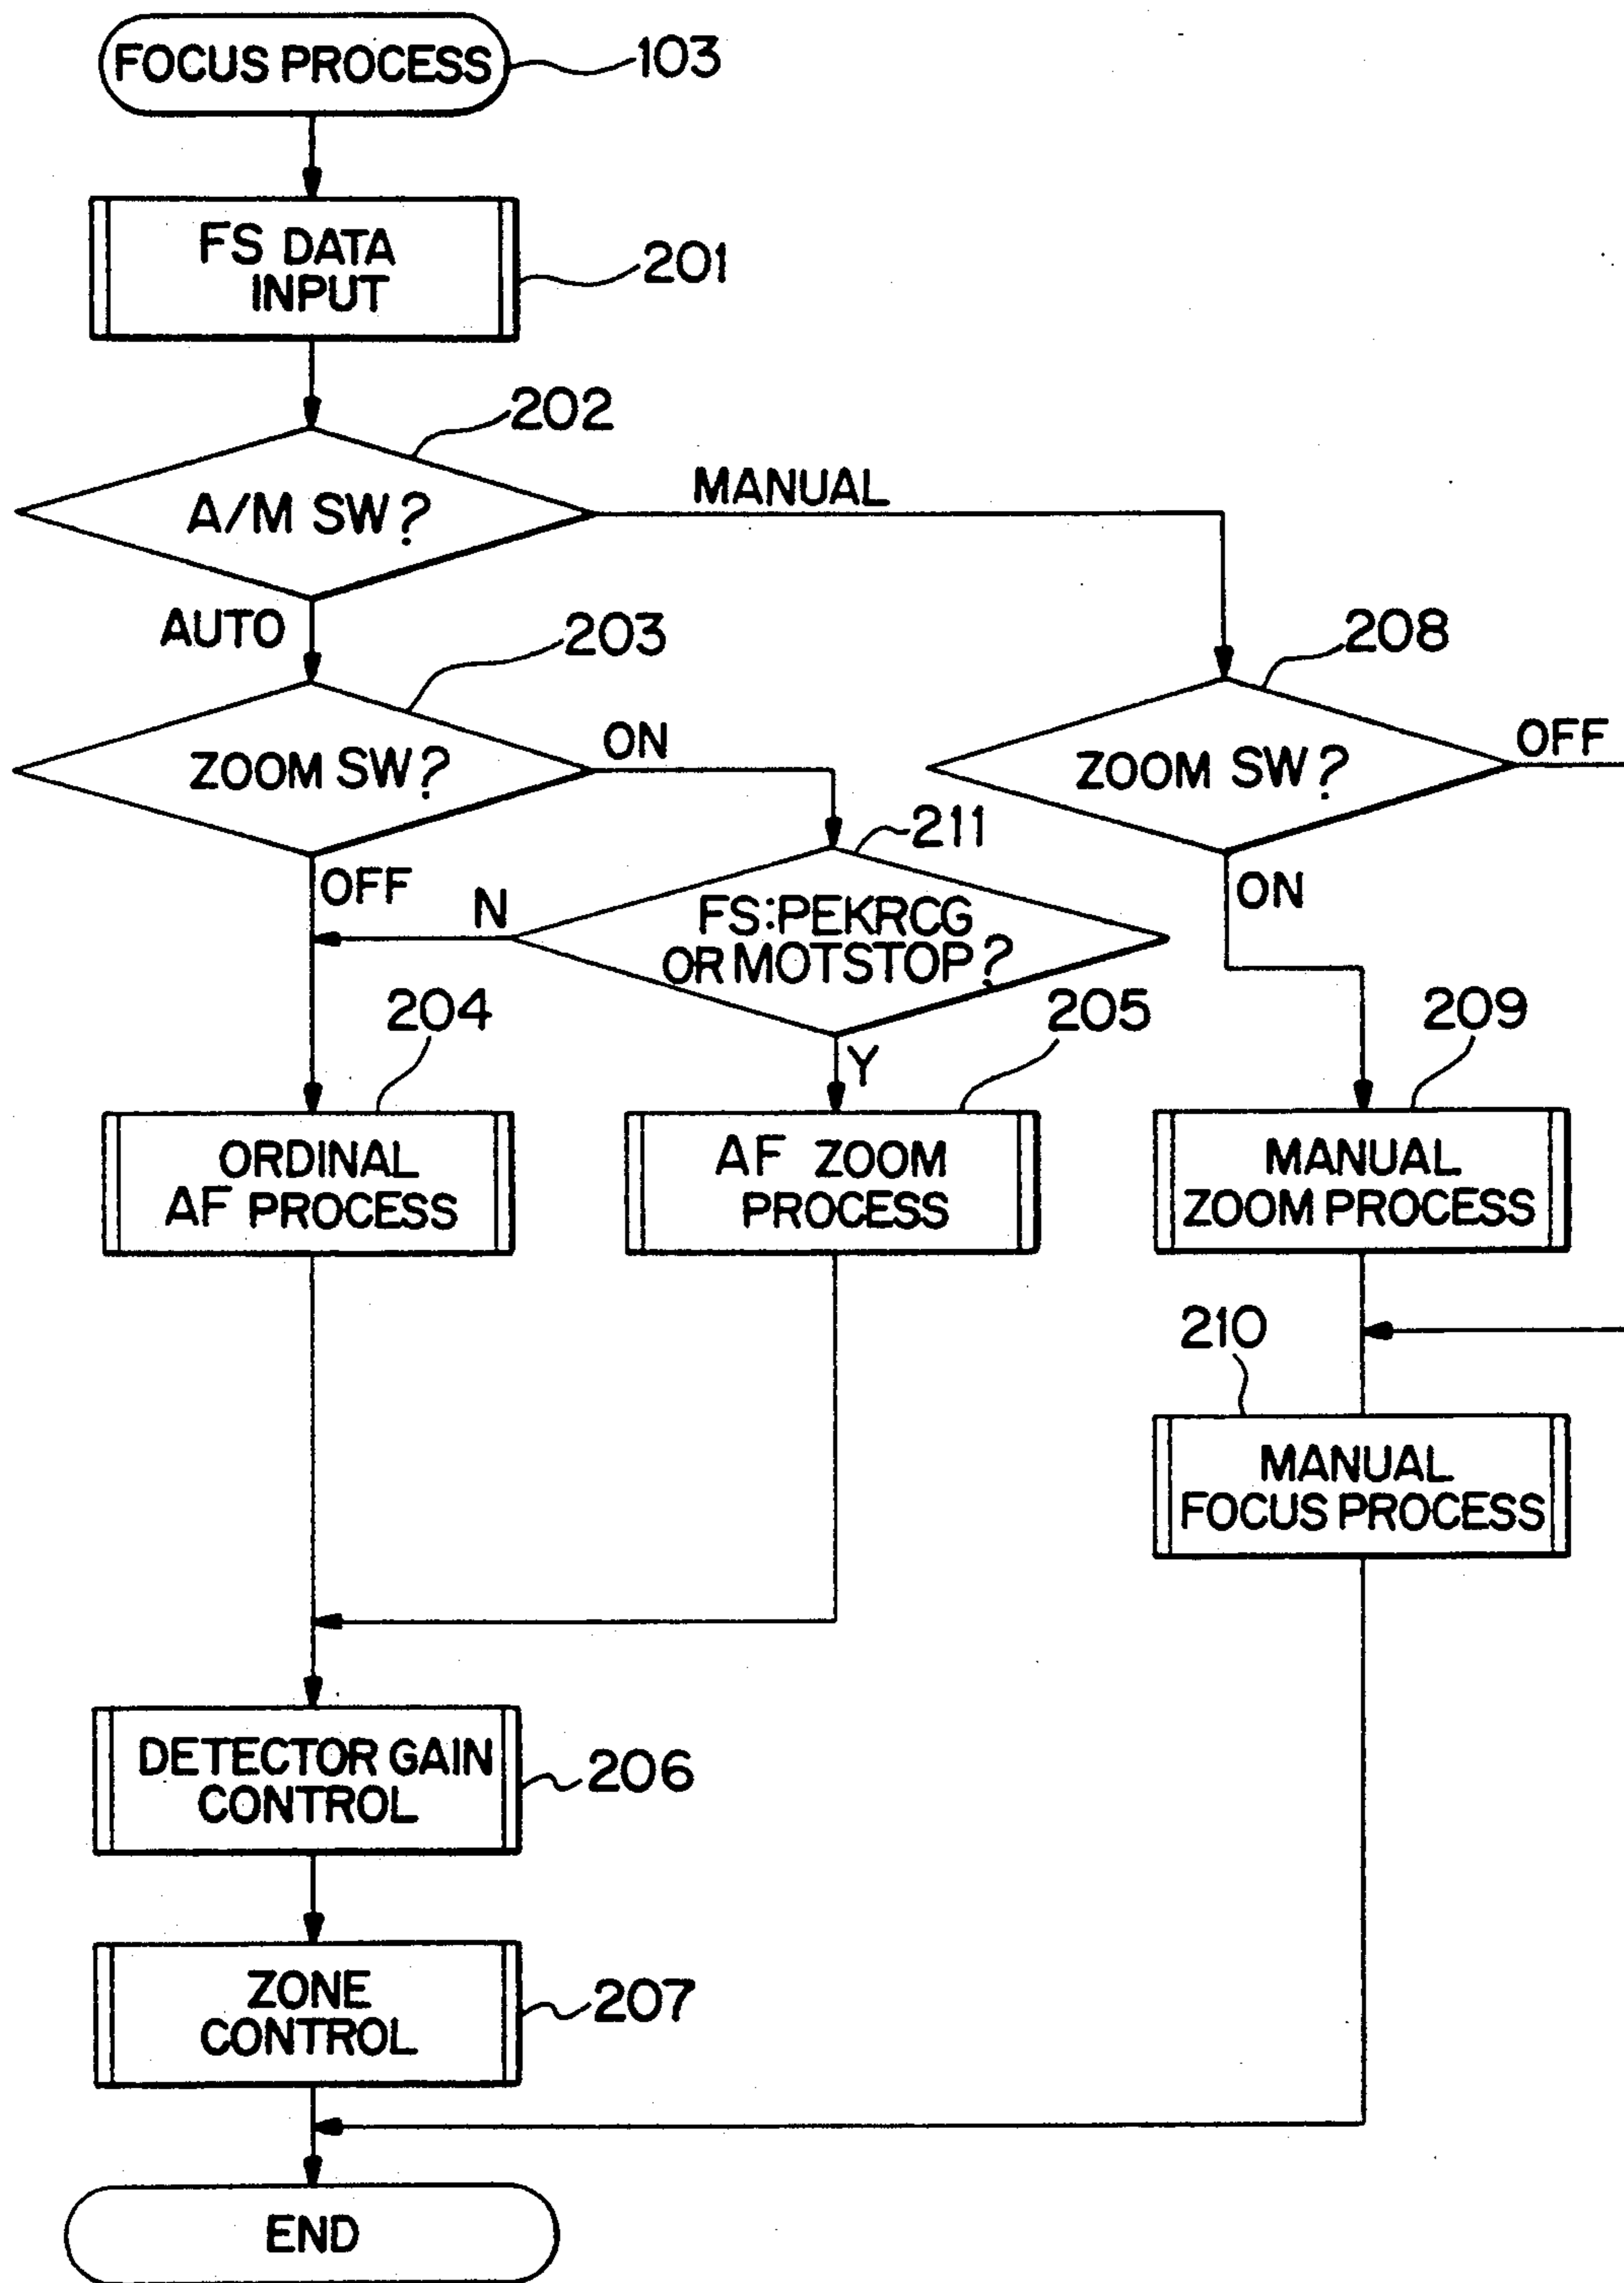 FOCUS PROCESS
103
FS DATA
INPUT
201
202
A/M SW?
MANUAL
AUTO
203
208
ZOOM SW?
ON
ZOOM SW?
OFF
211
OFF
N
FS:PEKRCG
OR MOTSTOP?
ON
204
Y
205
209
ORDINAL
AF PROCESS
AF ZOOM
PROCESS
MANUAL
ZOOM PROCESS
210
MANUAL
FOCUS PROCESS
DETECTOR GAIN
CONTROL
206
ZONE
CONTROL
207
END